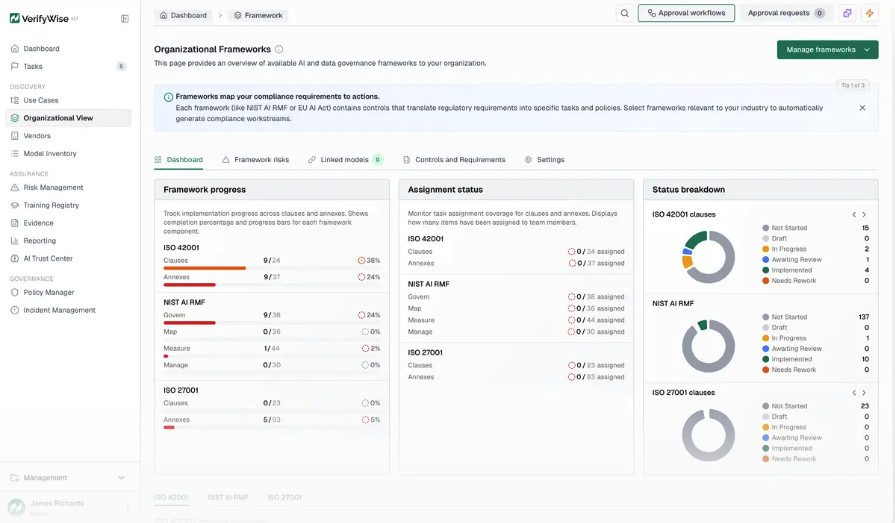 VerifyWise
Dashboard
Framework
Approval workflows
Approval requests 0
Dashboard
Tasks 5
DISCOVERY
Use Cases
Organizational View
Vendors
Model Inventory
ASSURANCE
Risk Management
Training Registry
Evidence
Reporting
AI Trust Center
GOVERNANCE
Policy Manager
Incident Management
Management
James Richards
Organizational Frameworks
This page provides an overview of available AI and data governance frameworks to your organization.
Manage frameworks
Tip 1 of 3
Frameworks map your compliance requirements to actions.
Each framework (like NIST AI RMF or EU AI Act) contains controls that translate regulatory requirements into specific tasks and policies. Select frameworks relevant to your industry to automatically
generate compliance workstreams.
Dashboard
Framework risks
Linked models 0
Controls and Requirements
Settings
Framework progress
Track implementation progress across clauses and annexes. Shows
completion percentage and progress bars for each framework
component.
ISO 42001
Clauses 9/24 38%
Annexes 9/37 24%
NIST AI RMF
Govern 9/38 24%
Map 0/36 0%
Measure 1/44 2%
Manage 0/30 0%
ISO 27001
Clauses 0/23 0%
Annexes 5/93 5%
Assignment status
Monitor task assignment coverage for clauses and annexes. Displays
how many items have been assigned to team members.
ISO 42001
Clauses 0/24 assigned
Annexes 0/37 assigned
NIST AI RMF
Govern 0/38 assigned
Map 0/36 assigned
Measure 0/44 assigned
Manage 0/30 assigned
ISO 27001
Clauses 0/23 assigned
Annexes 0/93 assigned
Status breakdown
ISO 42001 clauses
Not Started 15
Draft 0
In Progress 2
Awaiting Review 1
Implemented 4
Needs Rework 0
NIST AI RMF
Not Started 137
Draft 0
In Progress 1
Awaiting Review 0
Implemented 10
Needs Rework 0
ISO 27001 clauses
Not Started 23
Draft 0
In Progress 0
Awaiting Review 0
Implemented 0
Needs Rework 0
ISO 42001
NIST AI RMF
ISO 27001